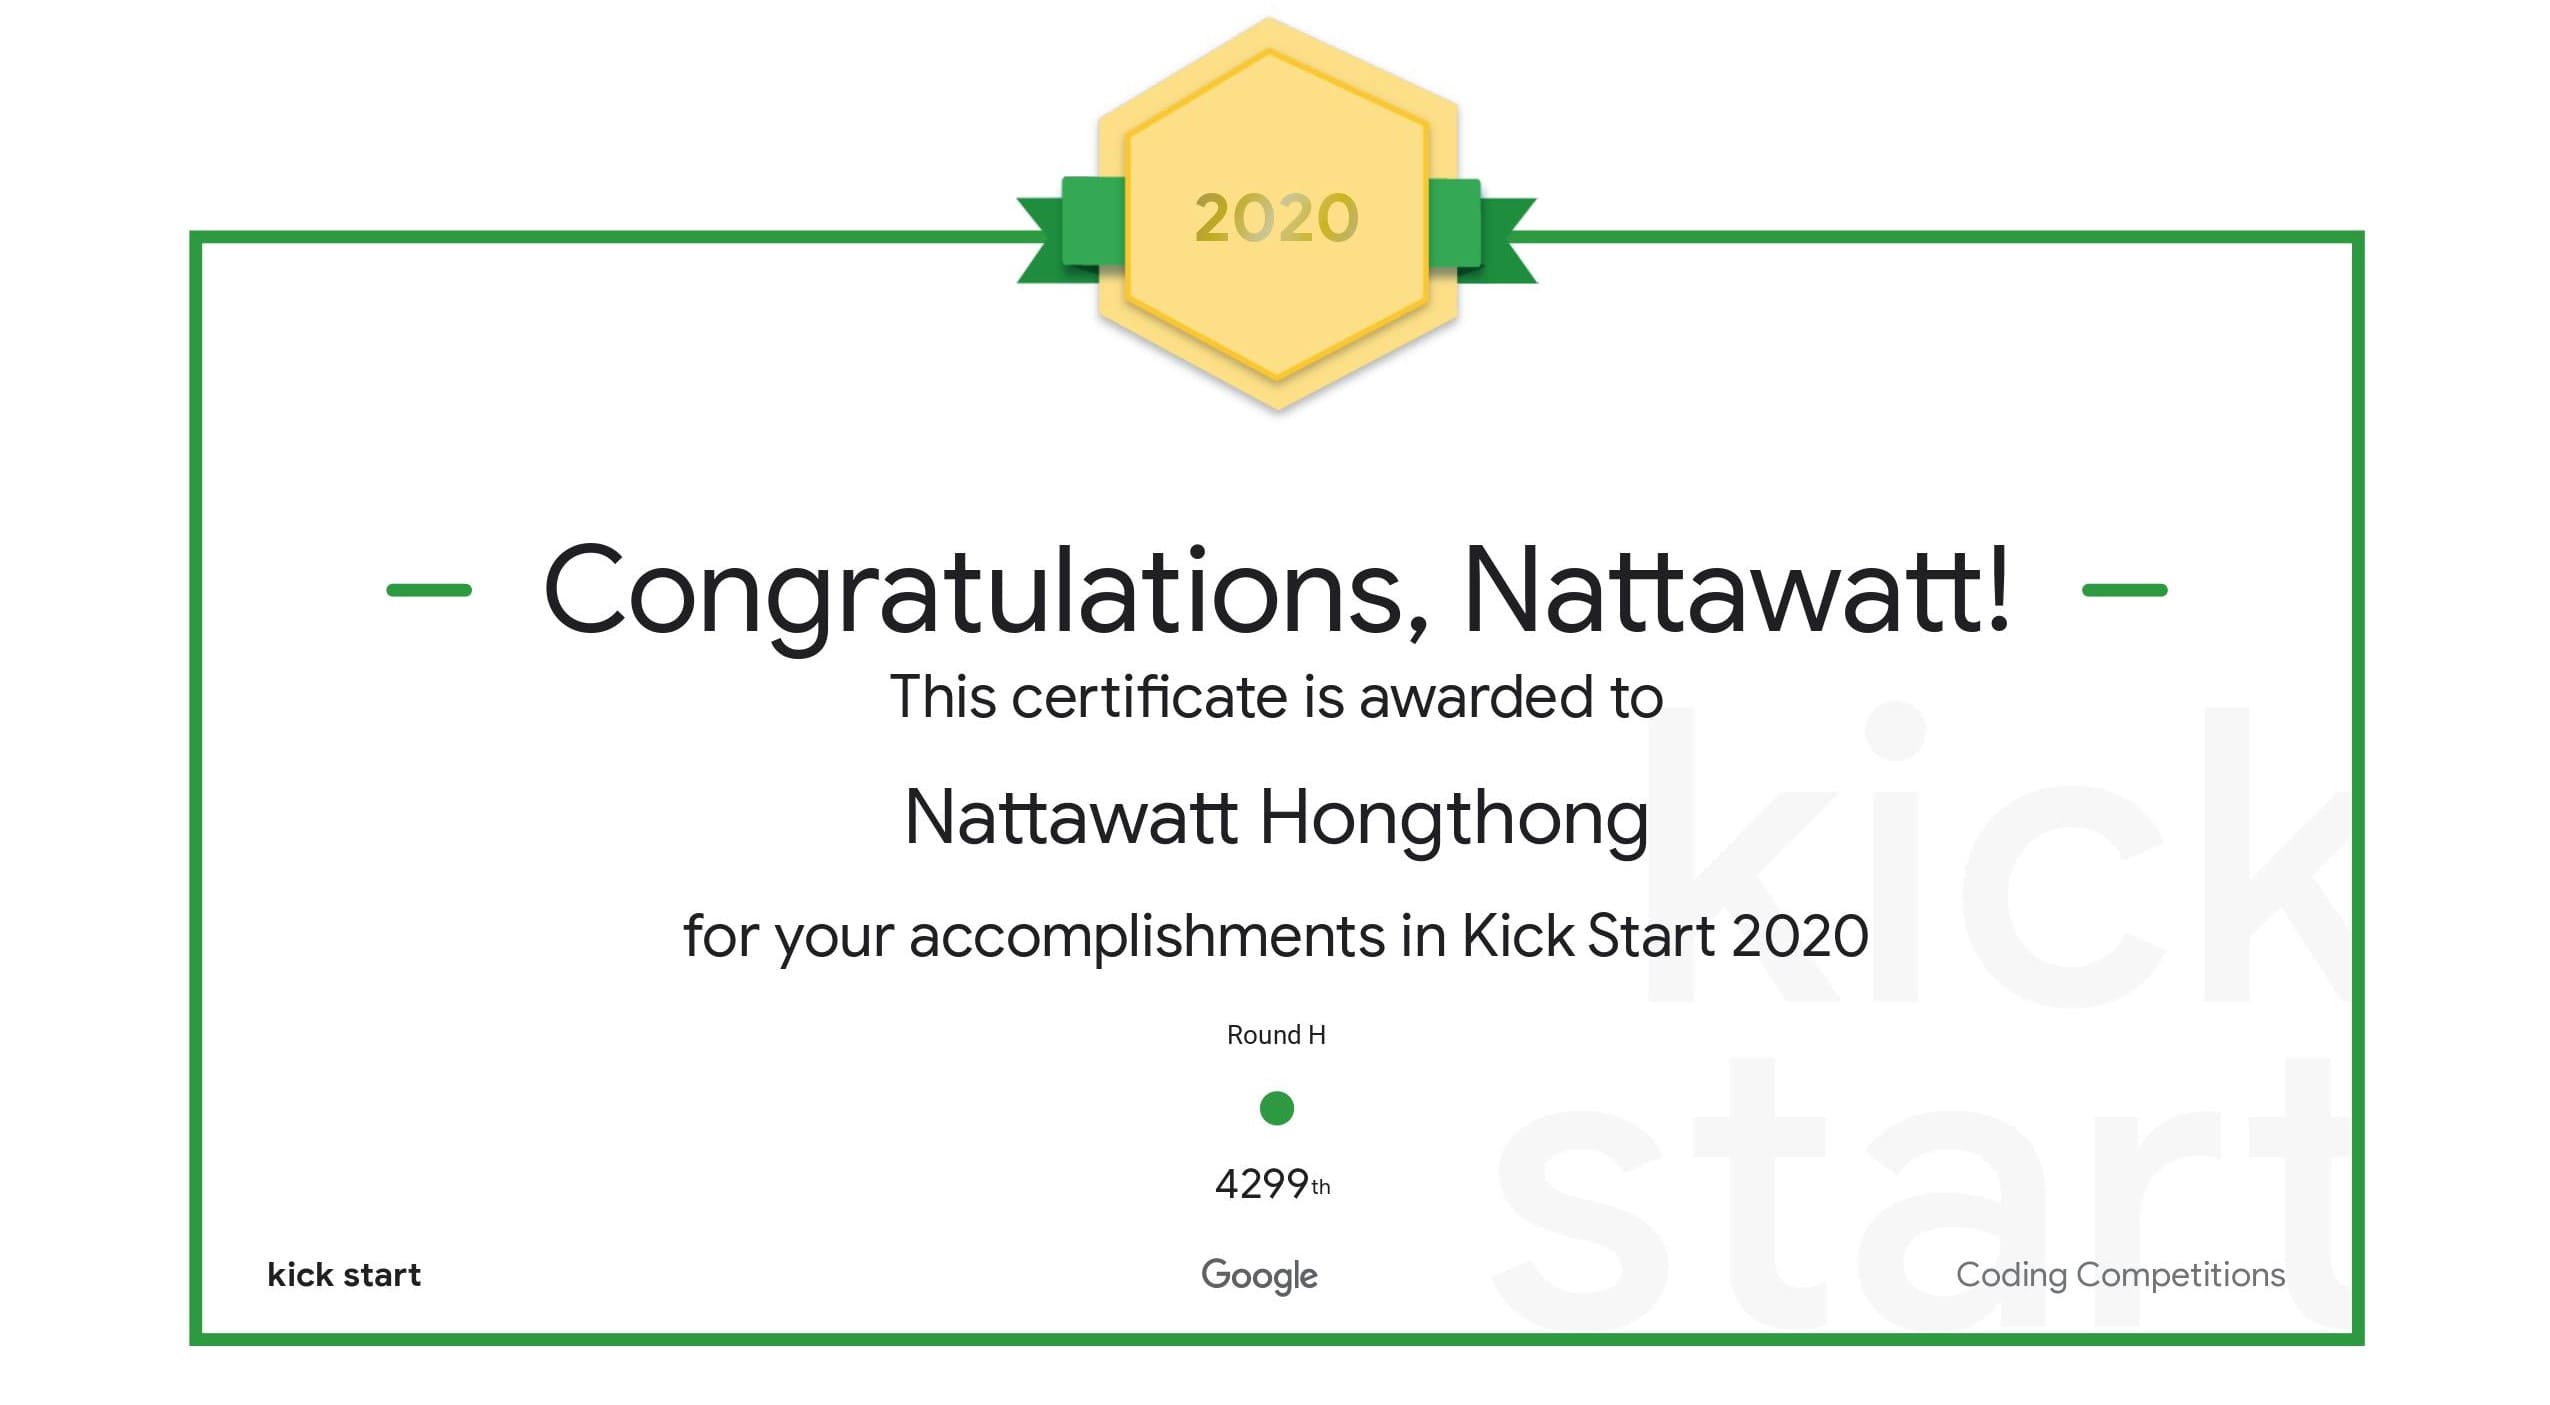 2020
Congratulations, Nattawatt!
This certificate is awarded to
Nattawatt Hongthong
for your accomplishments in Kick Start 2020
Round H
4299th
kick start
Google
Coding Competitions
kick
start